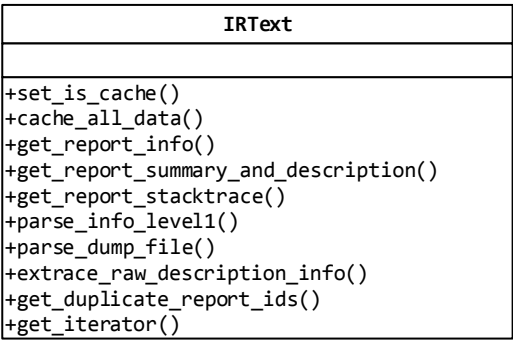 IRText
+set_is_cache()
+cache_all_data()
+get_report_info()
+get_report_summary_and_description()
+get_report_stacktrace()
+parse_info_level1()
+parse_dump_file()
+extrace_raw_description_info()
+get_duplicate_report_ids()
+get_iterator()